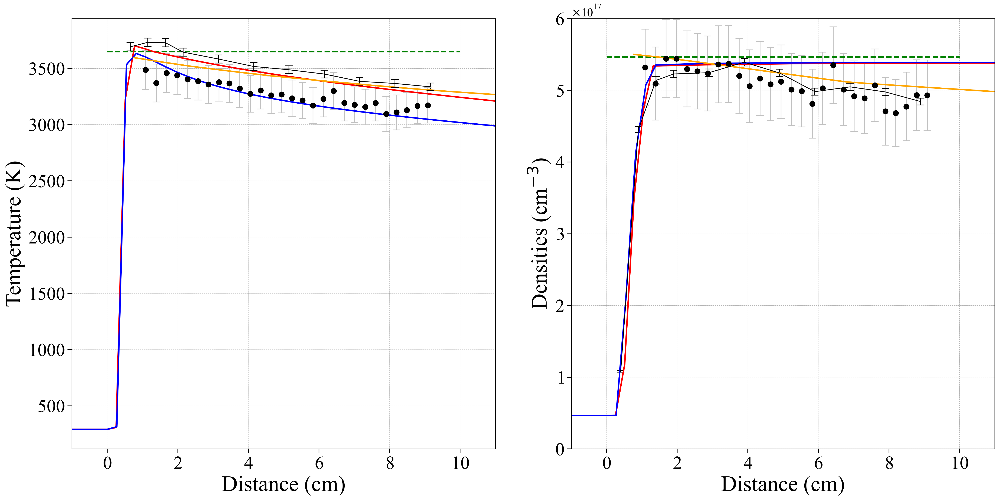 Temperature (K)
3500
3000
2500
2000
1500
1000
500
0 2 4 6 8 10
Distance (cm)
×10¹⁷
Densities (cm⁻³)
6
5
4
3
2
1
0
0 2 4 6 8 10
Distance (cm)